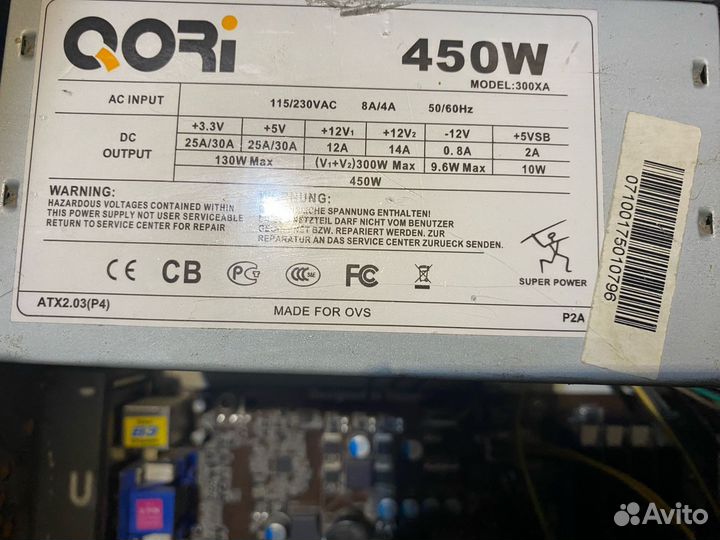 QORi
450W
MODEL:300XA
AC INPUT 115/230VAC 8A/4A 50/60Hz
DC OUTPUT
+3.3V +5V +12V1 +12V2 -12V +5VSB
25A/30A 25A/30A 12A 14A 0.8A 2A
130W Max (V1+V2)300W Max 9.6W Max 10W
450W
WARNING:
HAZARDOUS VOLTAGES CONTAINED WITHIN
THIS POWER SUPPLY NOT USER SERVICEABLE
RETURN TO SERVICE CENTER FOR REPAIR
SPANNUNG ENTHALTEN!
DARF NICHT VOM BENUTZER
BZW. REPARIERT WERDEN. ZUR
REPARATUR AN DAS SERVICE CENTER ZURUECK SENDEN.
CE CB PG CCC S&E FC
SUPER POWER
ATX2.03(P4)
MADE FOR OVS
P2A
07100175010796
U
Avito